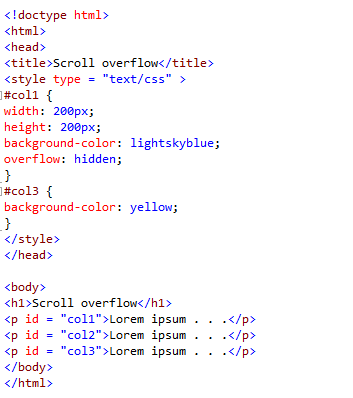 <!doctype html>
<html>
<head>
<title>Scroll overflow</title>
<style type = "text/css" >
#col1 {
width: 200px;
height: 200px;
background-color: lightskyblue;
overflow: hidden;
}
#col3 {
background-color: yellow;
}
</style>
</head>
<body>
<h1>Scroll overflow</h1>
<p id = "col1">Lorem ipsum . . .</p>
<p id = "col2">Lorem ipsum . . .</p>
<p id = "col3">Lorem ipsum . . .</p>
</body>
</html>